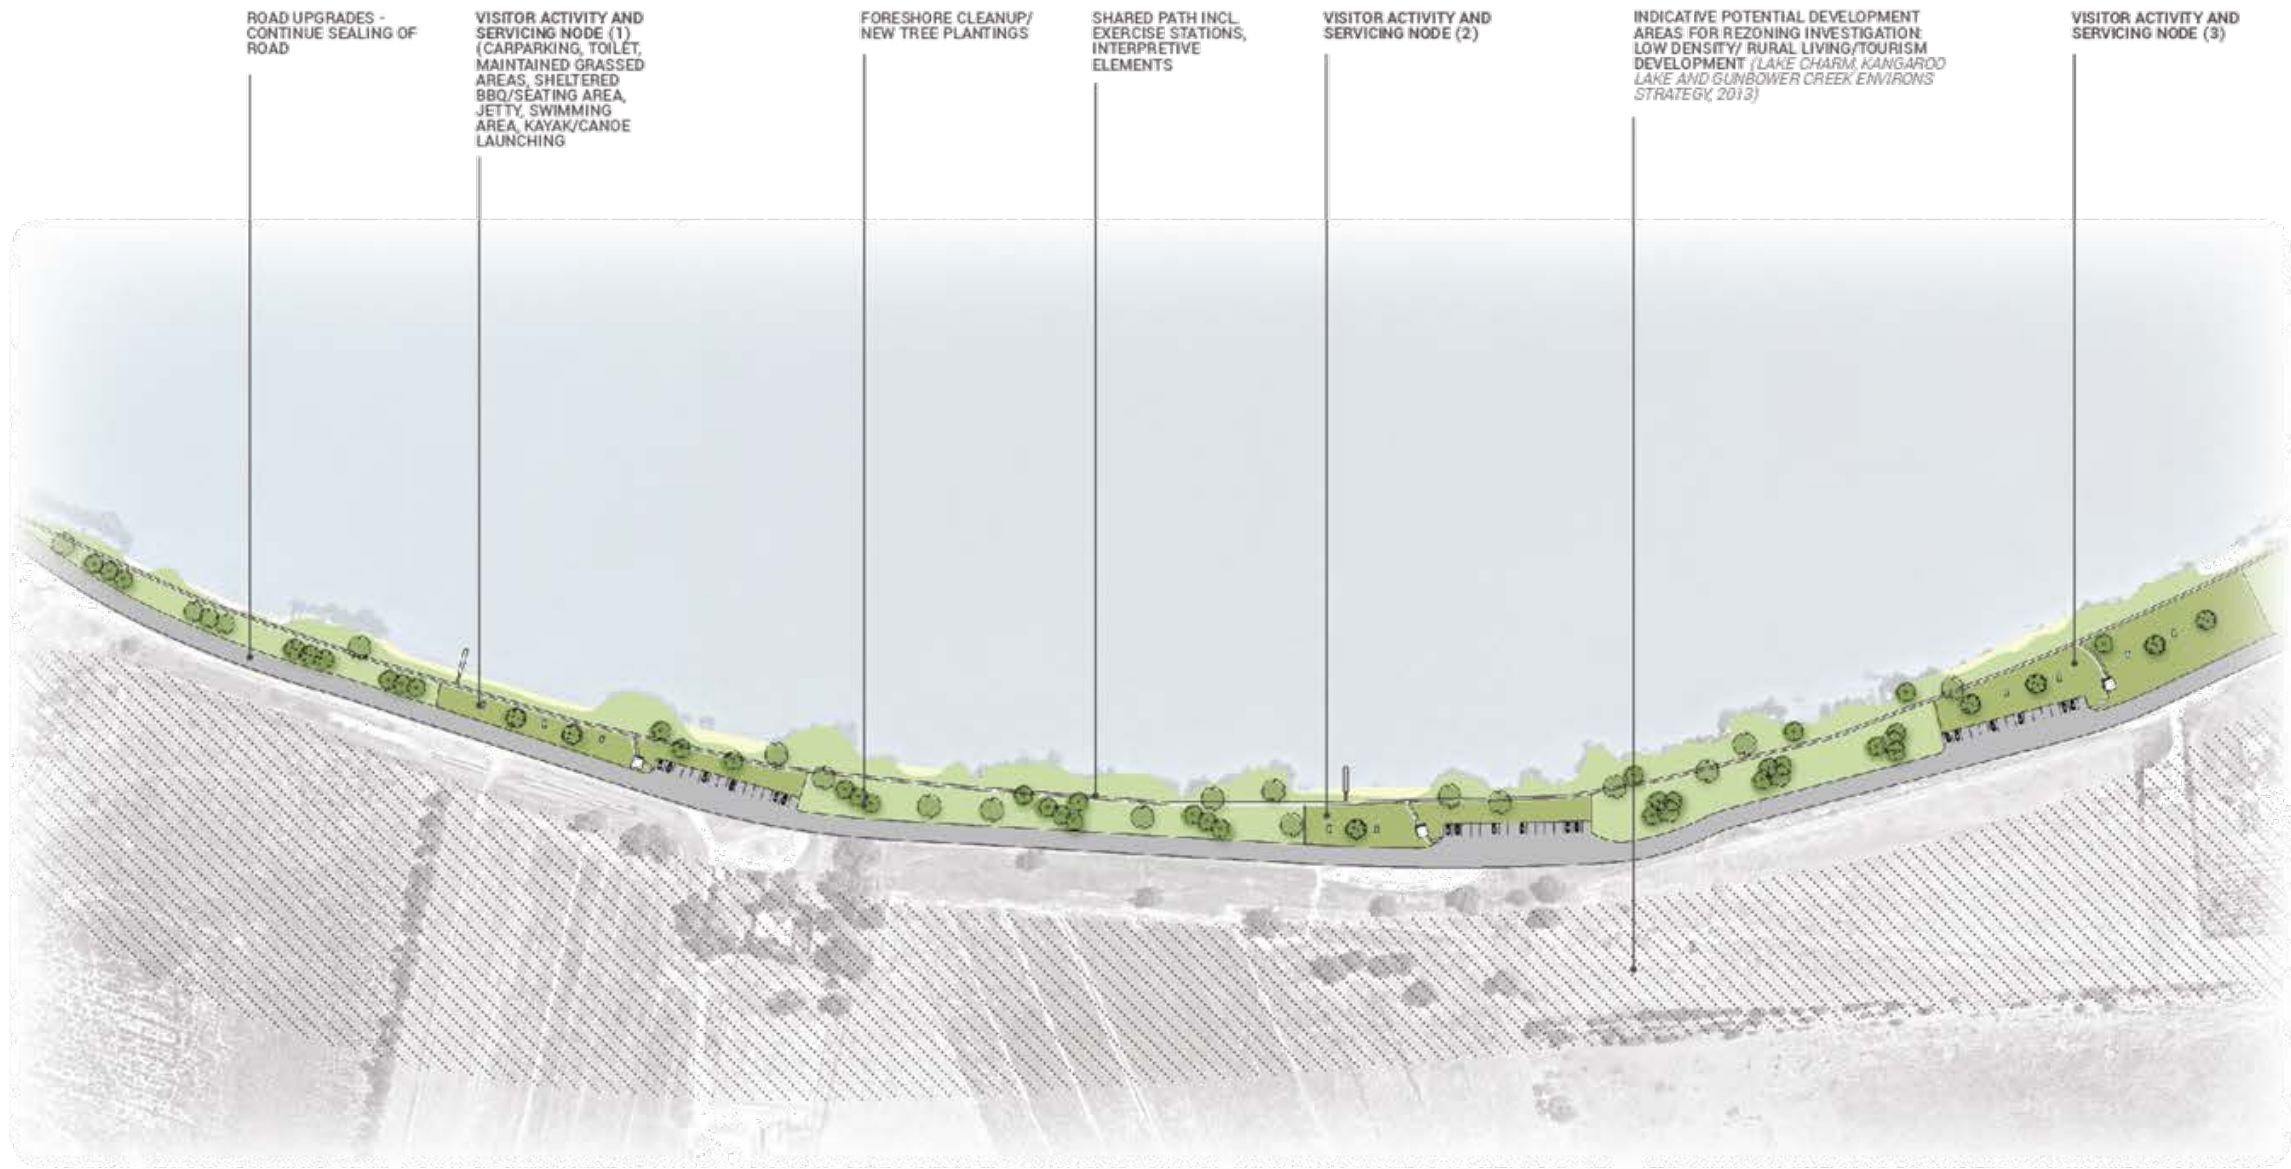 ROAD UPGRADES -
CONTINUE SEALING OF
ROAD
VISITOR ACTIVITY AND
SERVICING NODE (1)
(CARPARKING, TOILET,
MAINTAINED GRASSED
AREAS, SHELTERED
BBQ/SEATING AREA,
JETTY, SWIMMING
AREA, KAYAK/CANOE
LAUNCHING
FORESHORE CLEANUP/
NEW TREE PLANTINGS
SHARED PATH INCL.
EXERCISE STATIONS,
INTERPRETIVE
ELEMENTS
VISITOR ACTIVITY AND
SERVICING NODE (2)
INDICATIVE POTENTIAL DEVELOPMENT
AREAS FOR REZONING INVESTIGATION:
LOW DENSITY/ RURAL LIVING/TOURISM
DEVELOPMENT (LAKE CHARM, KANGAROO
LAKE AND GUNBOWER CREEK ENVIRONS
STRATEGY, 2013)
VISITOR ACTIVITY AND
SERVICING NODE (3)